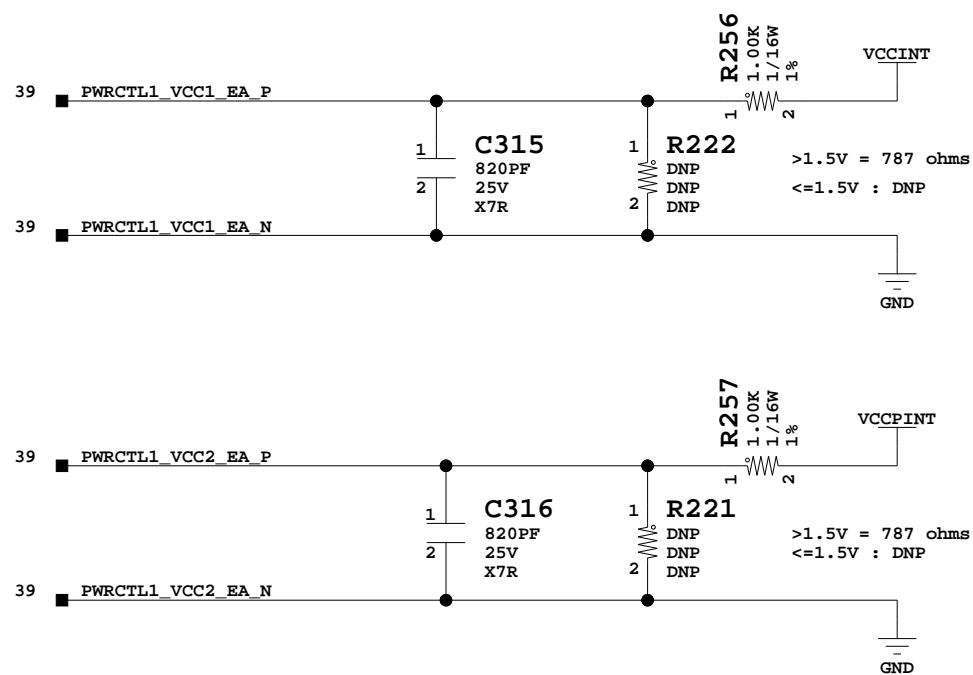 R256
1.00K
1/16W
1%
VCCINT
39 PWRCTL1_VCC1_EA_P
1 2
1 C315
820PF
2 25V
X7R
1 R222
DNP
DNP
2 DNP
>1.5V = 787 ohms
<=1.5V : DNP
39 PWRCTL1_VCC1_EA_N
GND
R257
1.00K
1/16W
1%
VCCPINT
39 PWRCTL1_VCC2_EA_P
1 2
1 C316
820PF
2 25V
X7R
1 R221
DNP
DNP
2 DNP
>1.5V = 787 ohms
<=1.5V : DNP
39 PWRCTL1_VCC2_EA_N
GND